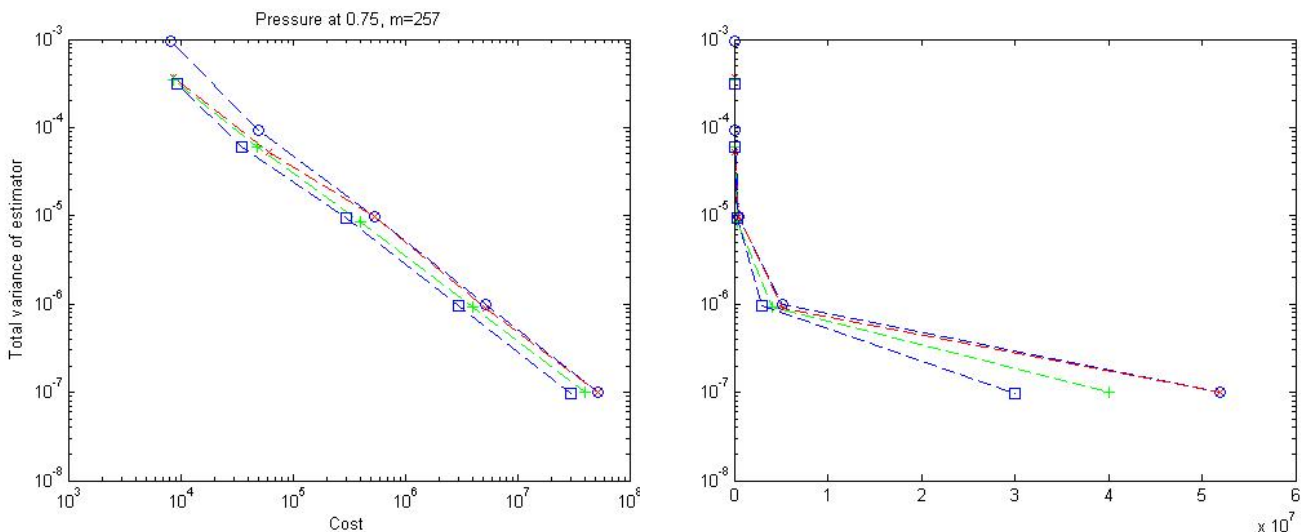 Pressure at 0.75, m=257
Total variance of estimator
10^-3
10^-4
10^-5
10^-6
10^-7
10^-8
10^3 10^4 10^5 10^6 10^7 10^8
Cost
10^-3
10^-4
10^-5
10^-6
10^-7
10^-8
0 1 2 3 4 5 6
x 10^7